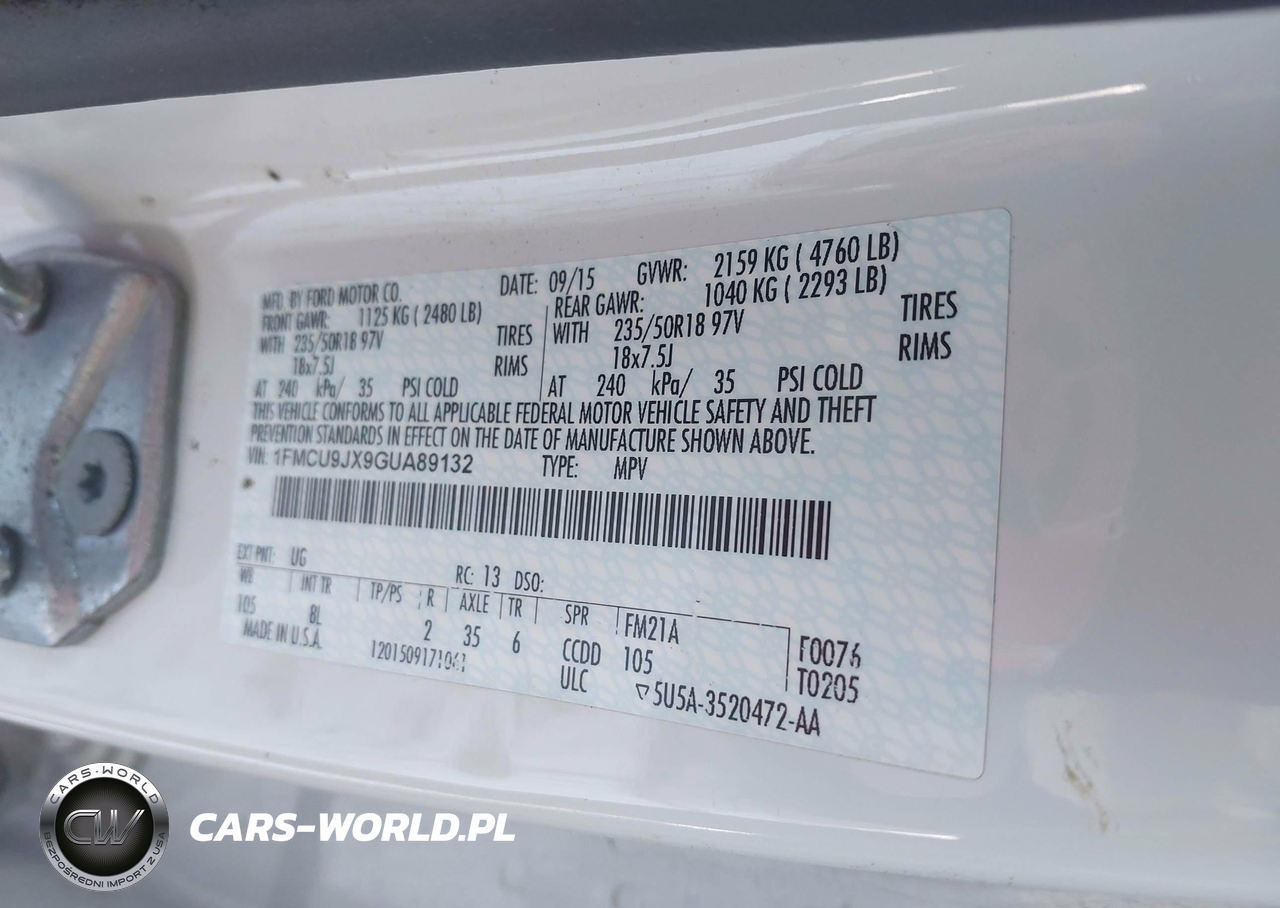 MFD. BY FORD MOTOR CO. DATE: 09/15 GVWR: 2159 KG ( 4760 LB)
FRONT GAWR: 1125 KG ( 2480 LB) REAR GAWR: 1040 KG ( 2293 LB)
WITH 235/50R18 97V TIRES WITH 235/50R18 97V TIRES
18x7.5J RIMS 18x7.5J RIMS
AT 240 kPa/ 35 PSI COLD AT 240 kPa/ 35 PSI COLD
THIS VEHICLE CONFORMS TO ALL APPLICABLE FEDERAL MOTOR VEHICLE SAFETY AND THEFT
PREVENTION STANDARDS IN EFFECT ON THE DATE OF MANUFACTURE SHOWN ABOVE.
VIN: 1FMCU9JX9GUA89132 TYPE: MPV
EXT PNT: UG RC: 13 DSO:
WB INT TR TP/PS R AXLE TR SPR FM21A
105 BL 2 35 6 CCDD 105 F0076
MADE IN U.S.A. 1201509171061 ULC ▽5U5A-3520472-AA T0205
CARS-WORLD
CW
BEZPOŚREDNI IMPORT Z USA
CARS-WORLD.PL